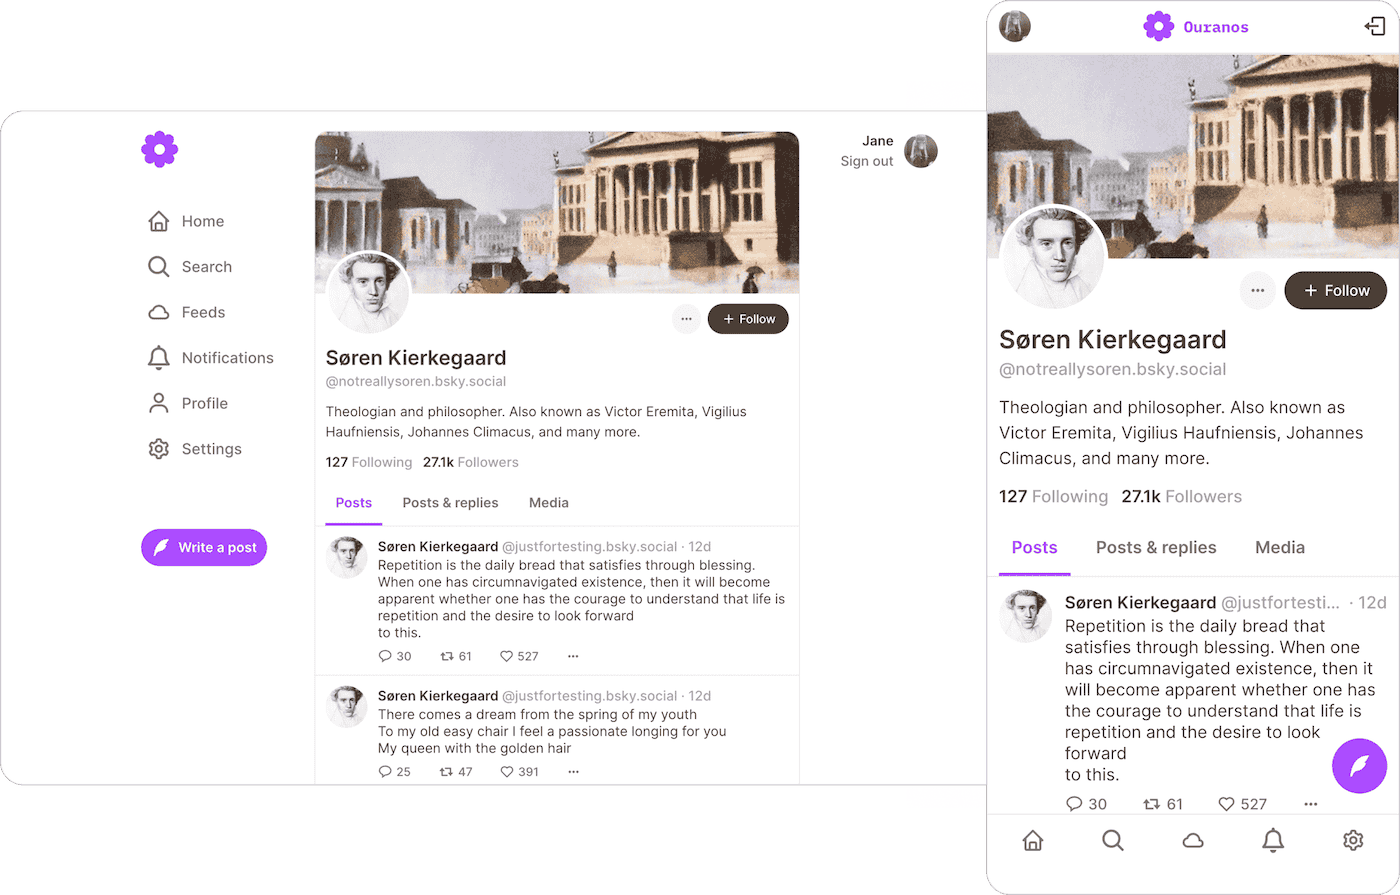 Home
Search
Feeds
Notifications
Profile
Settings
Write a post
+ Follow
Søren Kierkegaard
@notreallysoren.bsky.social
Theologian and philosopher. Also known as Victor Eremita, Vigilius
Haufniensis, Johannes Climacus, and many more.
127 Following 27.1k Followers
Posts Posts & replies Media
Søren Kierkegaard @justfortesting.bsky.social · 12d
Repetition is the daily bread that satisfies through blessing.
When one has circumnavigated existence, then it will become
apparent whether one has the courage to understand that life is
repetition and the desire to look forward
to this.
30 61 527
Søren Kierkegaard @justfortesting.bsky.social · 12d
There comes a dream from the spring of my youth
To my old easy chair I feel a passionate longing for you
My queen with the golden hair
25 47 391
Jane
Sign out
Ouranos
+ Follow
Søren Kierkegaard
@notreallysoren.bsky.social
Theologian and philosopher. Also known as
Victor Eremita, Vigilius Haufniensis, Johannes
Climacus, and many more.
127 Following 27.1k Followers
Posts Posts & replies Media
Søren Kierkegaard @justfortesti... · 12d
Repetition is the daily bread that
satisfies through blessing. When one
has circumnavigated existence, then it
will become apparent whether one has
the courage to understand that life is
repetition and the desire to look
forward
to this.
30 61 527